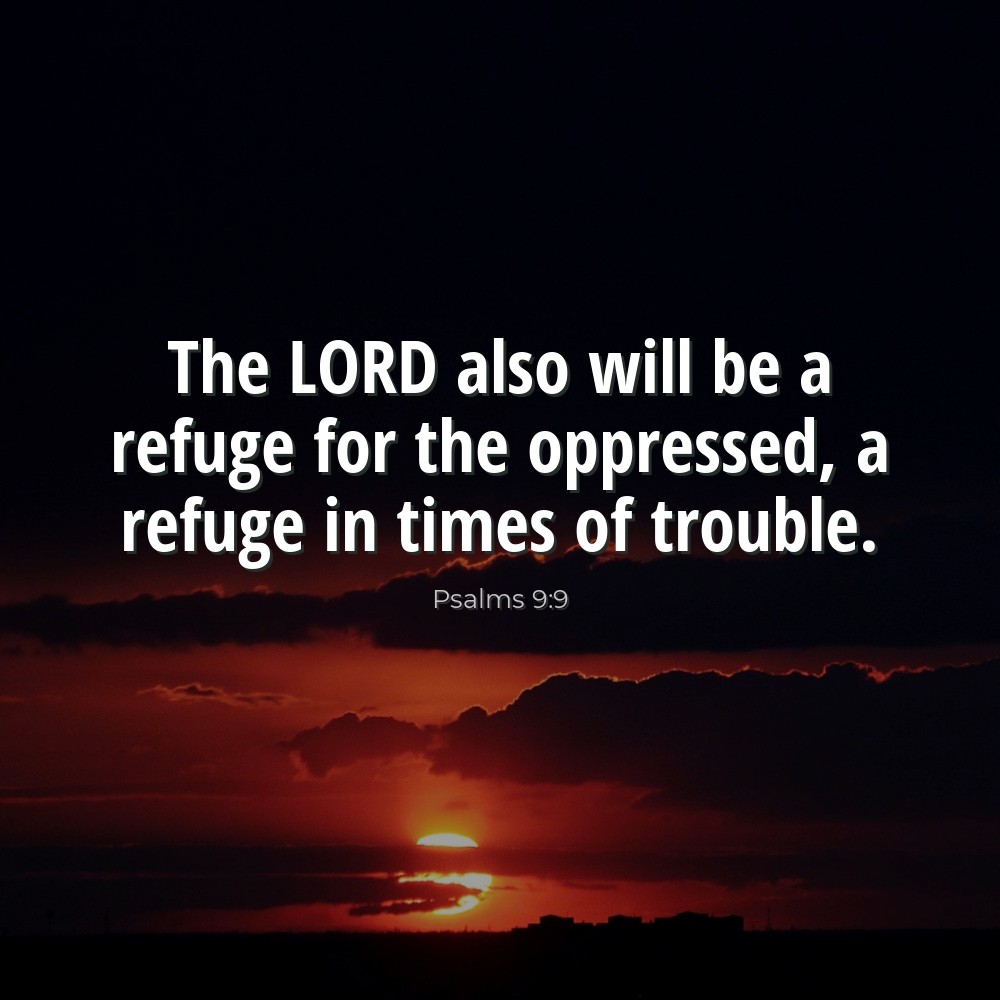 The LORD also will be a
refuge for the oppressed, a
refuge in times of trouble.
Psalms 9:9